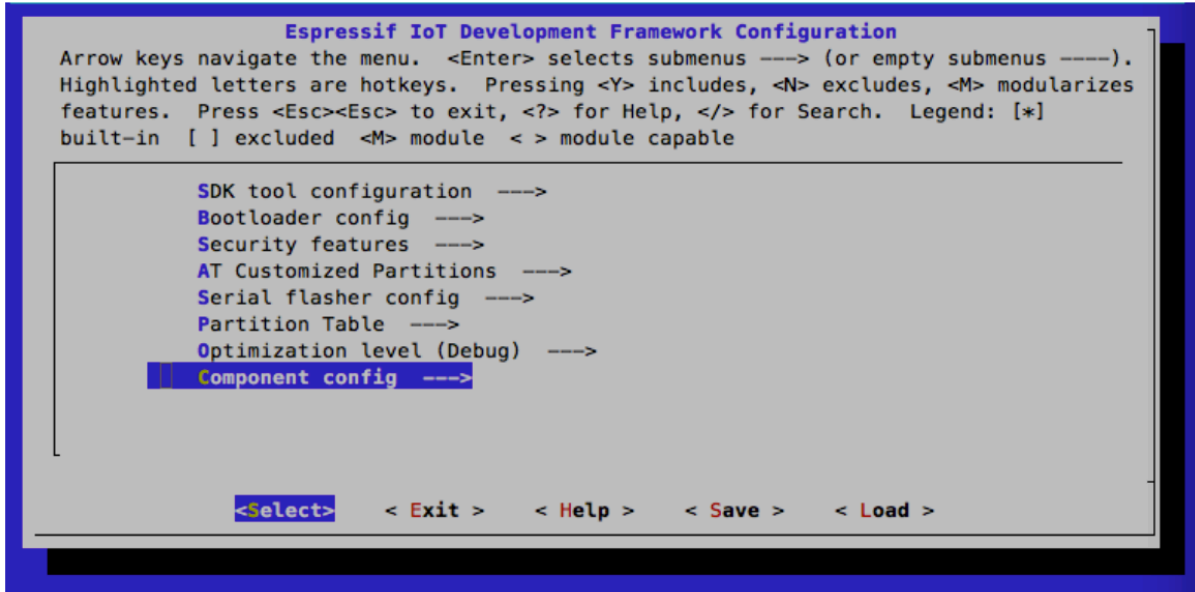 Espressif IoT Development Framework Configuration
Arrow keys navigate the menu.  <Enter> selects submenus ---> (or empty submenus ----).
Highlighted letters are hotkeys.  Pressing <Y> includes, <N> excludes, <M> modularizes
features.  Press <Esc><Esc> to exit, <?> for Help, </> for Search.  Legend: [*]
built-in  [ ] excluded  <M> module  < > module capable
SDK tool configuration  --->
Bootloader config  --->
Security features  --->
AT Customized Partitions  --->
Serial flasher config  --->
Partition Table  --->
Optimization level (Debug)  --->
Component config  --->
<Select>    < Exit >    < Help >    < Save >    < Load >